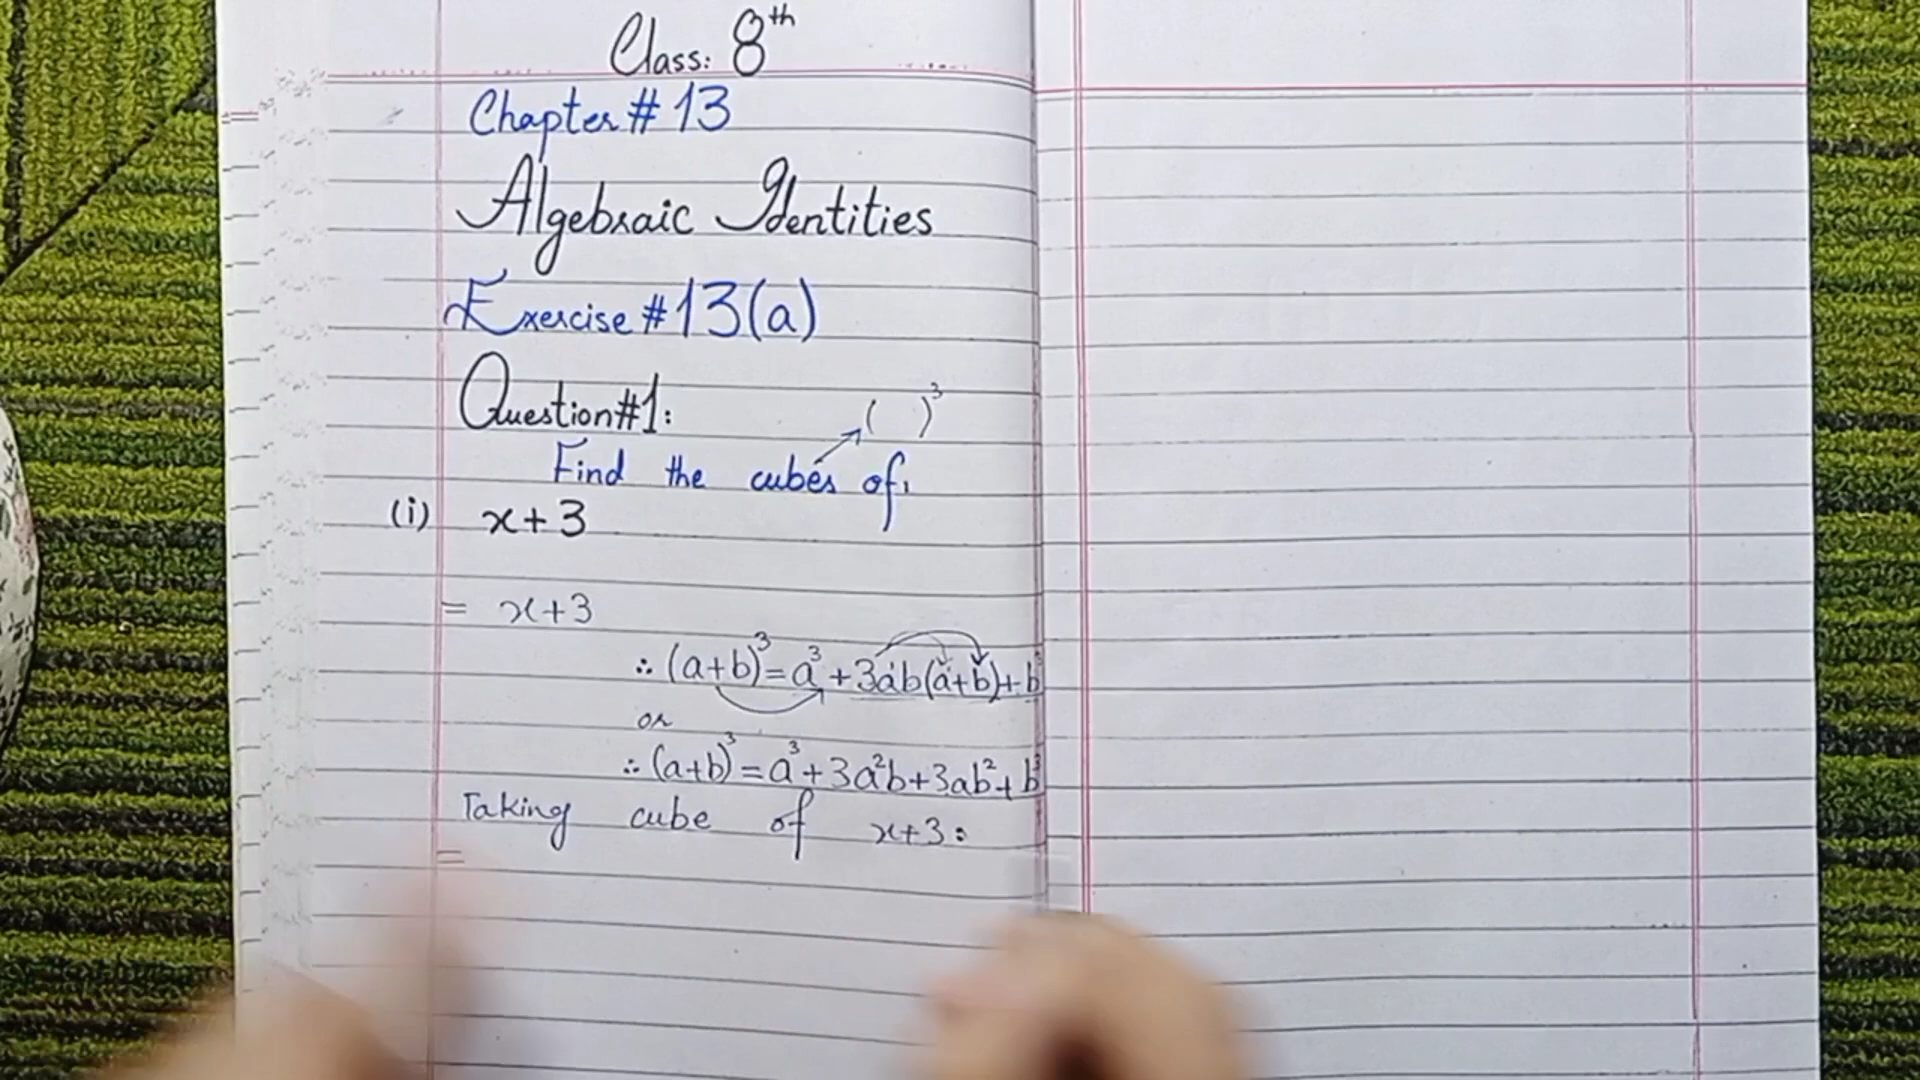 Class: 8th
Chapter # 13
Algebraic Identities
Exercise # 13(a)
Question#1: ( )³
Find the cubes of:
(i) x+3
= x+3
∴ (a+b)³ = a³ + 3ab(a+b) + b³
or
∴ (a+b)³ = a³ + 3a²b + 3ab² + b³
Taking cube of x+3:
=